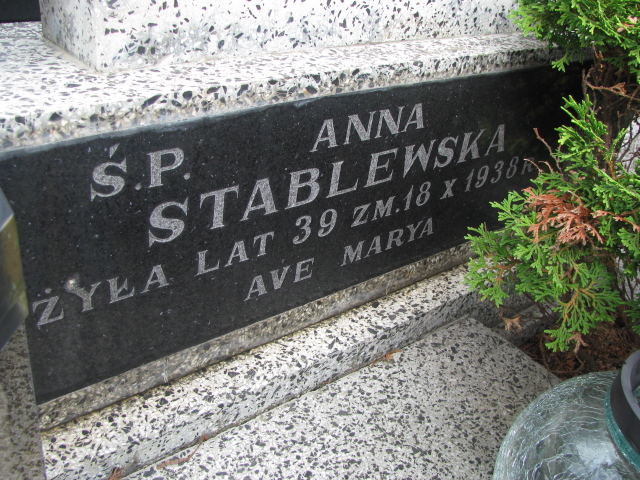 Ś.P. ANNA
STABLEWSKA
ŻYŁA LAT 39 ZM. 18 X 1938 R
AVE MARYA